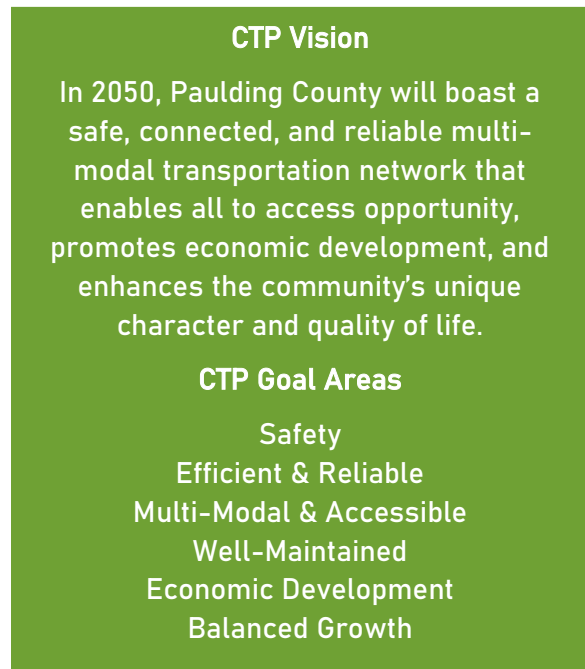 CTP Vision
In 2050, Paulding County will boast a
safe, connected, and reliable multi-
modal transportation network that
enables all to access opportunity,
promotes economic development, and
enhances the community’s unique
character and quality of life.
CTP Goal Areas
Safety
Efficient & Reliable
Multi-Modal & Accessible
Well-Maintained
Economic Development
Balanced Growth